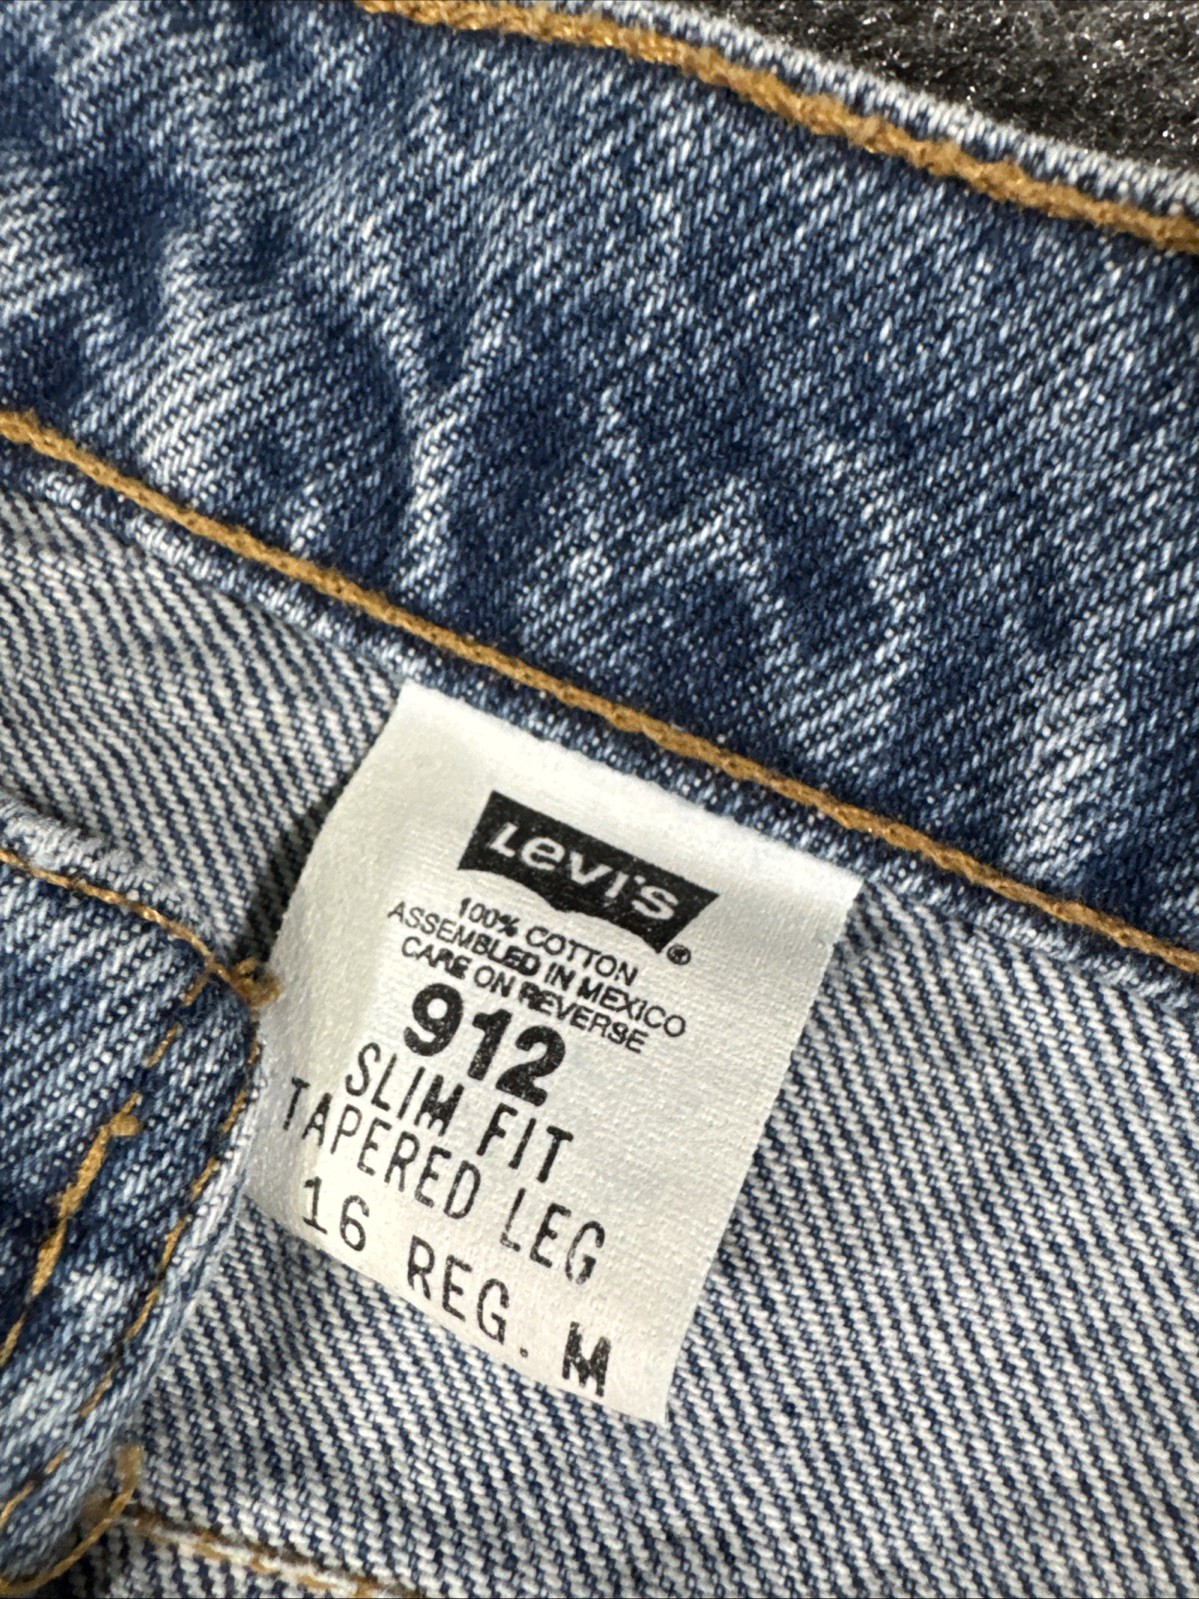 Levi's®
100% COTTON
ASSEMBLED IN MEXICO
CARE ON REVERSE
912
SLIM FIT
TAPERED LEG
16 REG. M